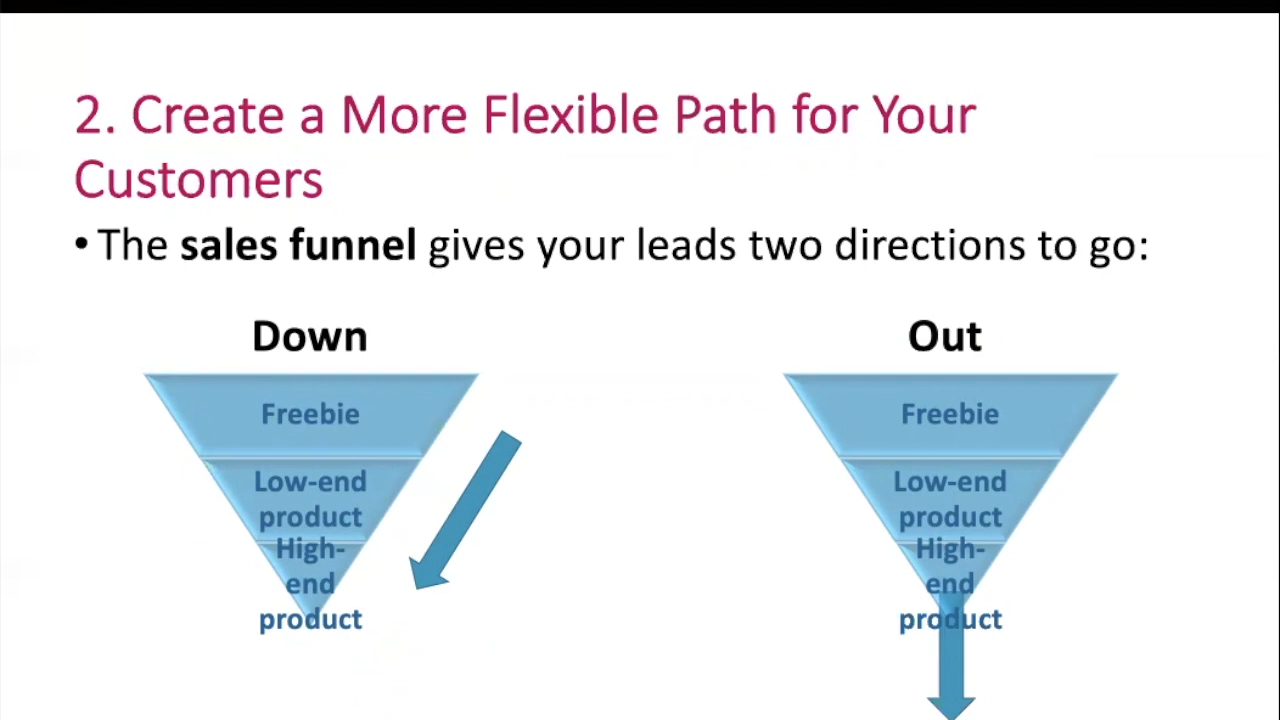 2. Create a More Flexible Path for Your
Customers
• The sales funnel gives your leads two directions to go:
Down
Freebie
Low-end
product
High-
end
product
Out
Freebie
Low-end
product
High-
end
product